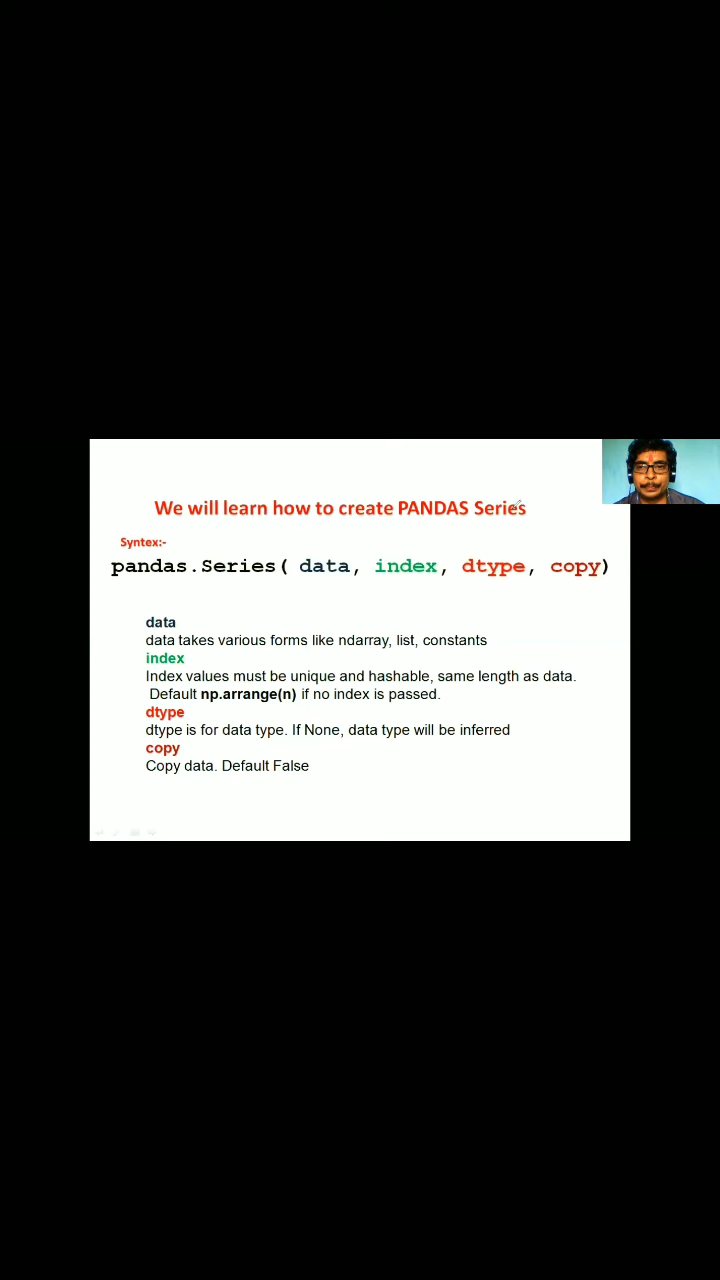 We will learn how to create PANDAS Series
Syntex:-
pandas.Series( data, index, dtype, copy)
data
data takes various forms like ndarray, list, constants
index
Index values must be unique and hashable, same length as data.
Default np.arrange(n) if no index is passed.
dtype
dtype is for data type. If None, data type will be inferred
copy
Copy data. Default False